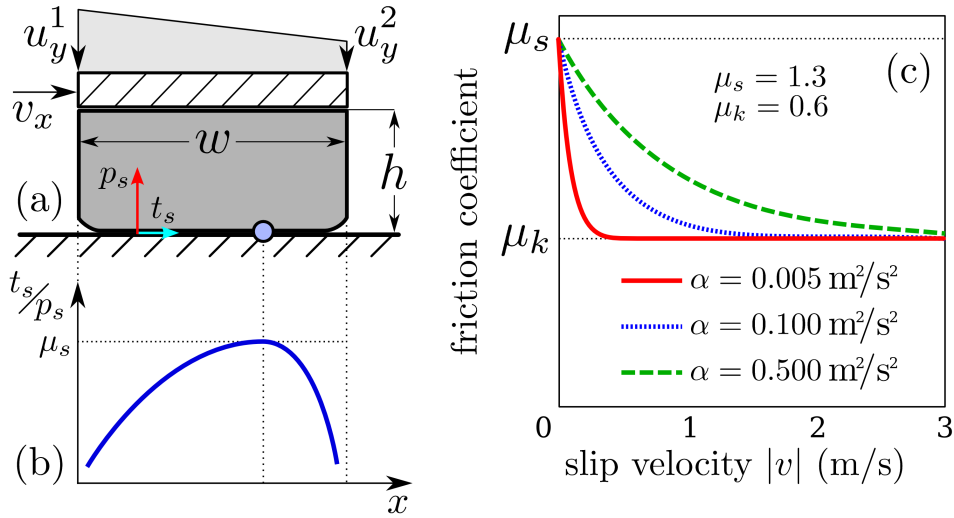 u_y^1
u_y^2
v_x
w
h
(a)
p_s
t_s
t_s/p_s
μ_s
(b)
x
μ_s
(c)
μ_s = 1.3
μ_k = 0.6
friction coefficient
μ_k
α = 0.005 m²/s²
α = 0.100 m²/s²
α = 0.500 m²/s²
0 1 2 3
slip velocity |v| (m/s)